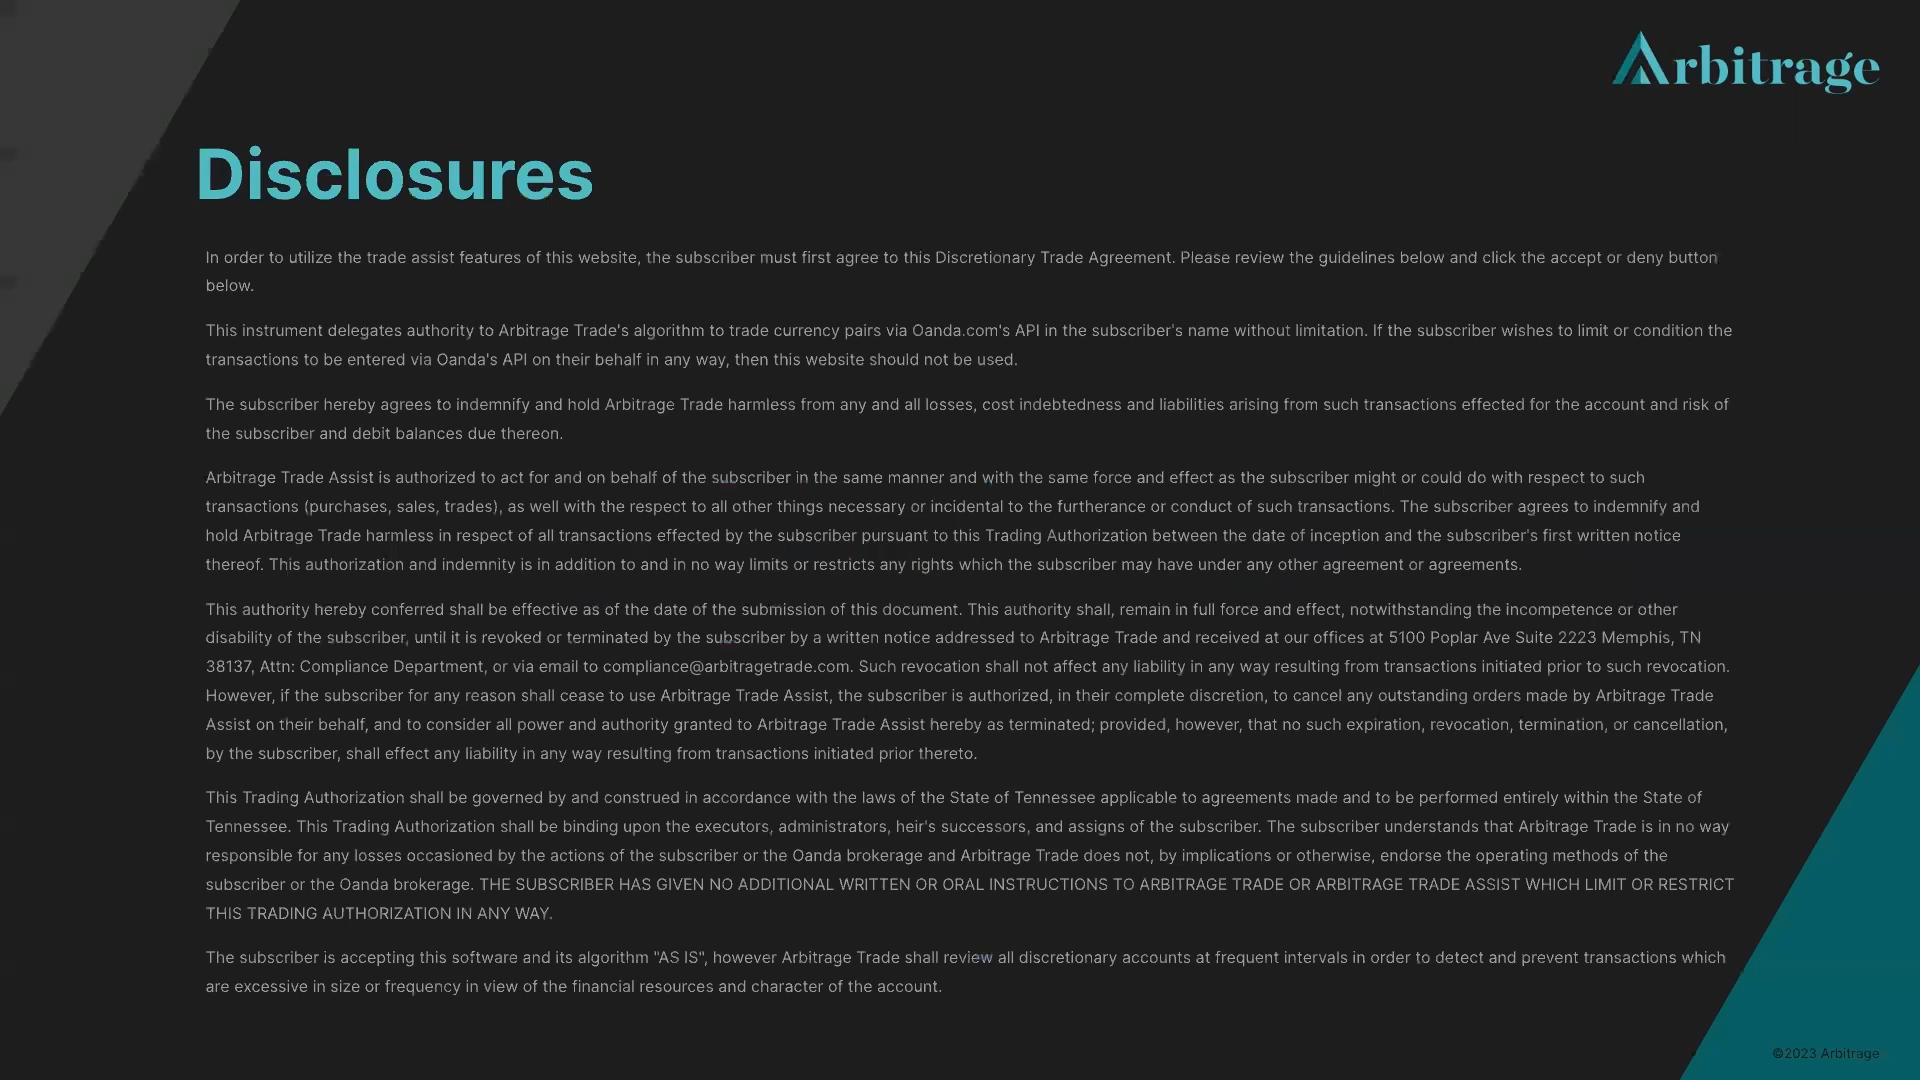 Arbitrage
Disclosures
In order to utilize the trade assist features of this website, the subscriber must first agree to this Discretionary Trade Agreement. Please review the guidelines below and click the accept or deny button
below.
This instrument delegates authority to Arbitrage Trade's algorithm to trade currency pairs via Oanda.com's API in the subscriber's name without limitation. If the subscriber wishes to limit or condition the
transactions to be entered via Oanda's API on their behalf in any way, then this website should not be used.
The subscriber hereby agrees to indemnify and hold Arbitrage Trade harmless from any and all losses, cost indebtedness and liabilities arising from such transactions effected for the account and risk of
the subscriber and debit balances due thereon.
Arbitrage Trade Assist is authorized to act for and on behalf of the subscriber in the same manner and with the same force and effect as the subscriber might or could do with respect to such
transactions (purchases, sales, trades), as well with the respect to all other things necessary or incidental to the furtherance or conduct of such transactions. The subscriber agrees to indemnify and
hold Arbitrage Trade harmless in respect of all transactions effected by the subscriber pursuant to this Trading Authorization between the date of inception and the subscriber's first written notice
thereof. This authorization and indemnity is in addition to and in no way limits or restricts any rights which the subscriber may have under any other agreement or agreements.
This authority hereby conferred shall be effective as of the date of the submission of this document. This authority shall, remain in full force and effect, notwithstanding the incompetence or other
disability of the subscriber, until it is revoked or terminated by the subscriber by a written notice addressed to Arbitrage Trade and received at our offices at 5100 Poplar Ave Suite 2223 Memphis, TN
38137, Attn: Compliance Department, or via email to compliance@arbitragetrade.com. Such revocation shall not affect any liability in any way resulting from transactions initiated prior to such revocation.
However, if the subscriber for any reason shall cease to use Arbitrage Trade Assist, the subscriber is authorized, in their complete discretion, to cancel any outstanding orders made by Arbitrage Trade
Assist on their behalf, and to consider all power and authority granted to Arbitrage Trade Assist hereby as terminated; provided, however, that no such expiration, revocation, termination, or cancellation,
by the subscriber, shall effect any liability in any way resulting from transactions initiated prior thereto.
This Trading Authorization shall be governed by and construed in accordance with the laws of the State of Tennessee applicable to agreements made and to be performed entirely within the State of
Tennessee. This Trading Authorization shall be binding upon the executors, administrators, heir's successors, and assigns of the subscriber. The subscriber understands that Arbitrage Trade is in no way
responsible for any losses occasioned by the actions of the subscriber or the Oanda brokerage and Arbitrage Trade does not, by implications or otherwise, endorse the operating methods of the
subscriber or the Oanda brokerage. THE SUBSCRIBER HAS GIVEN NO ADDITIONAL WRITTEN OR ORAL INSTRUCTIONS TO ARBITRAGE TRADE OR ARBITRAGE TRADE ASSIST WHICH LIMIT OR RESTRICT
THIS TRADING AUTHORIZATION IN ANY WAY.
The subscriber is accepting this software and its algorithm "AS IS", however Arbitrage Trade shall review all discretionary accounts at frequent intervals in order to detect and prevent transactions which
are excessive in size or frequency in view of the financial resources and character of the account.
©2023 Arbitrage